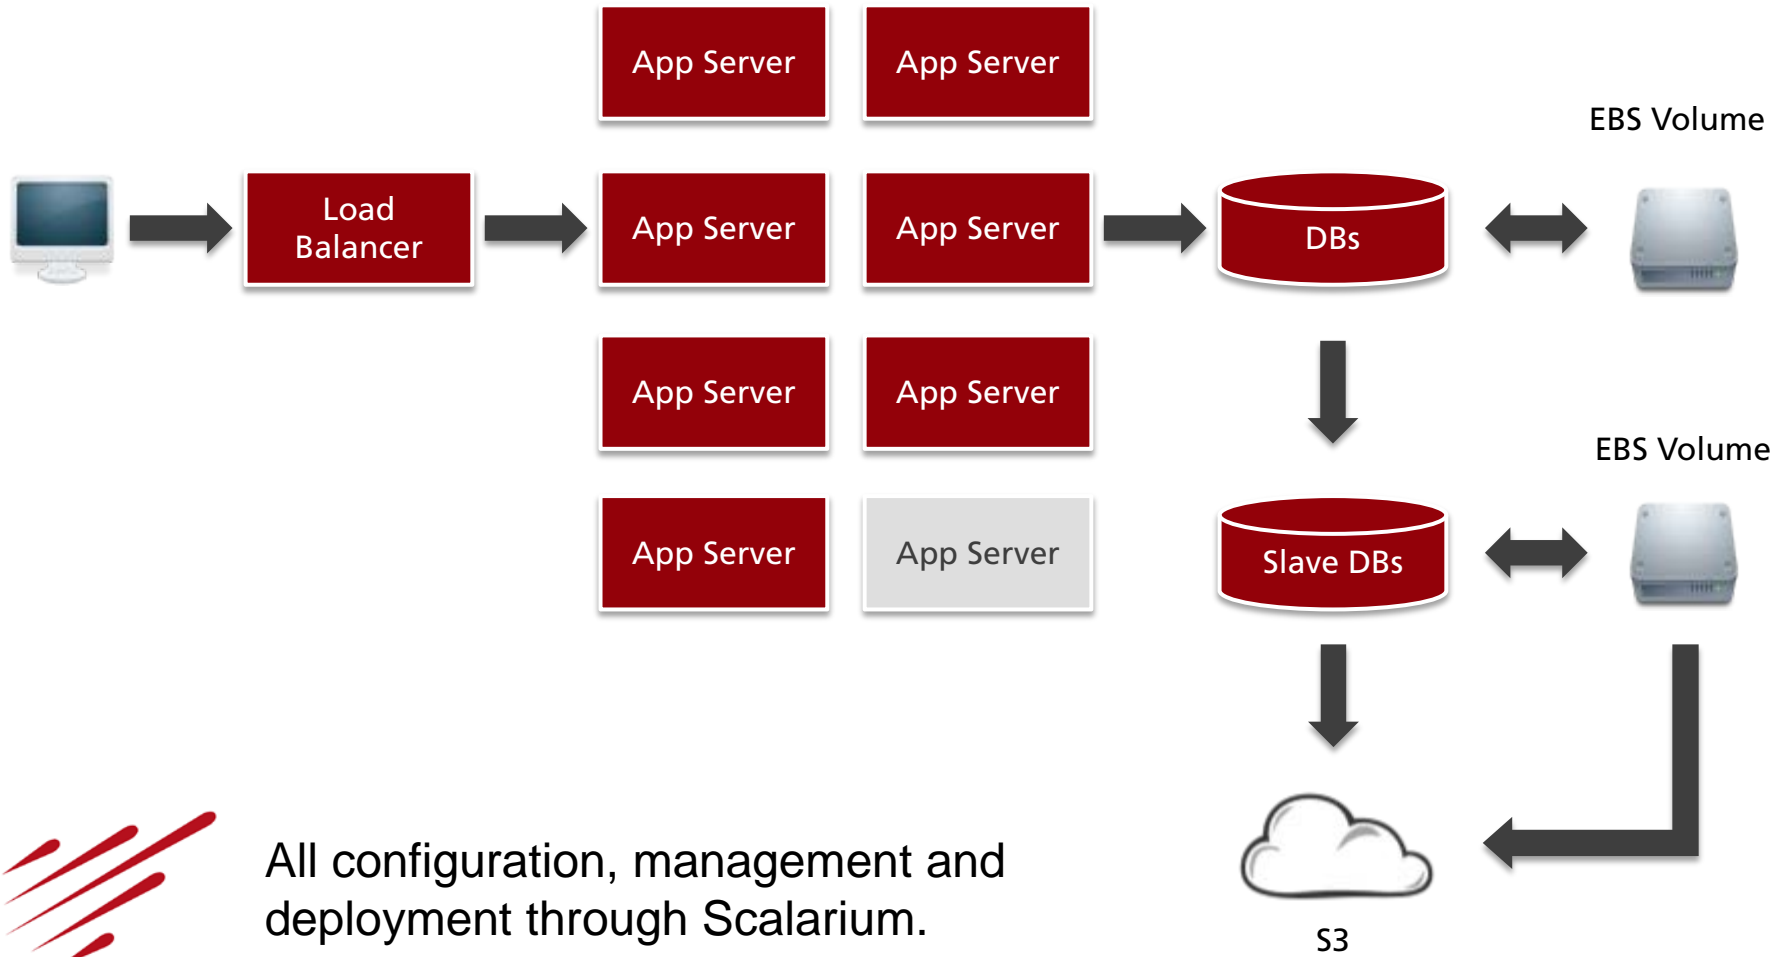 App Server
App Server
EBS Volume
Load
Balancer
App Server
App Server
DBs
App Server
App Server
EBS Volume
App Server
App Server
Slave DBs
All configuration, management and
deployment through Scalarium.
S3